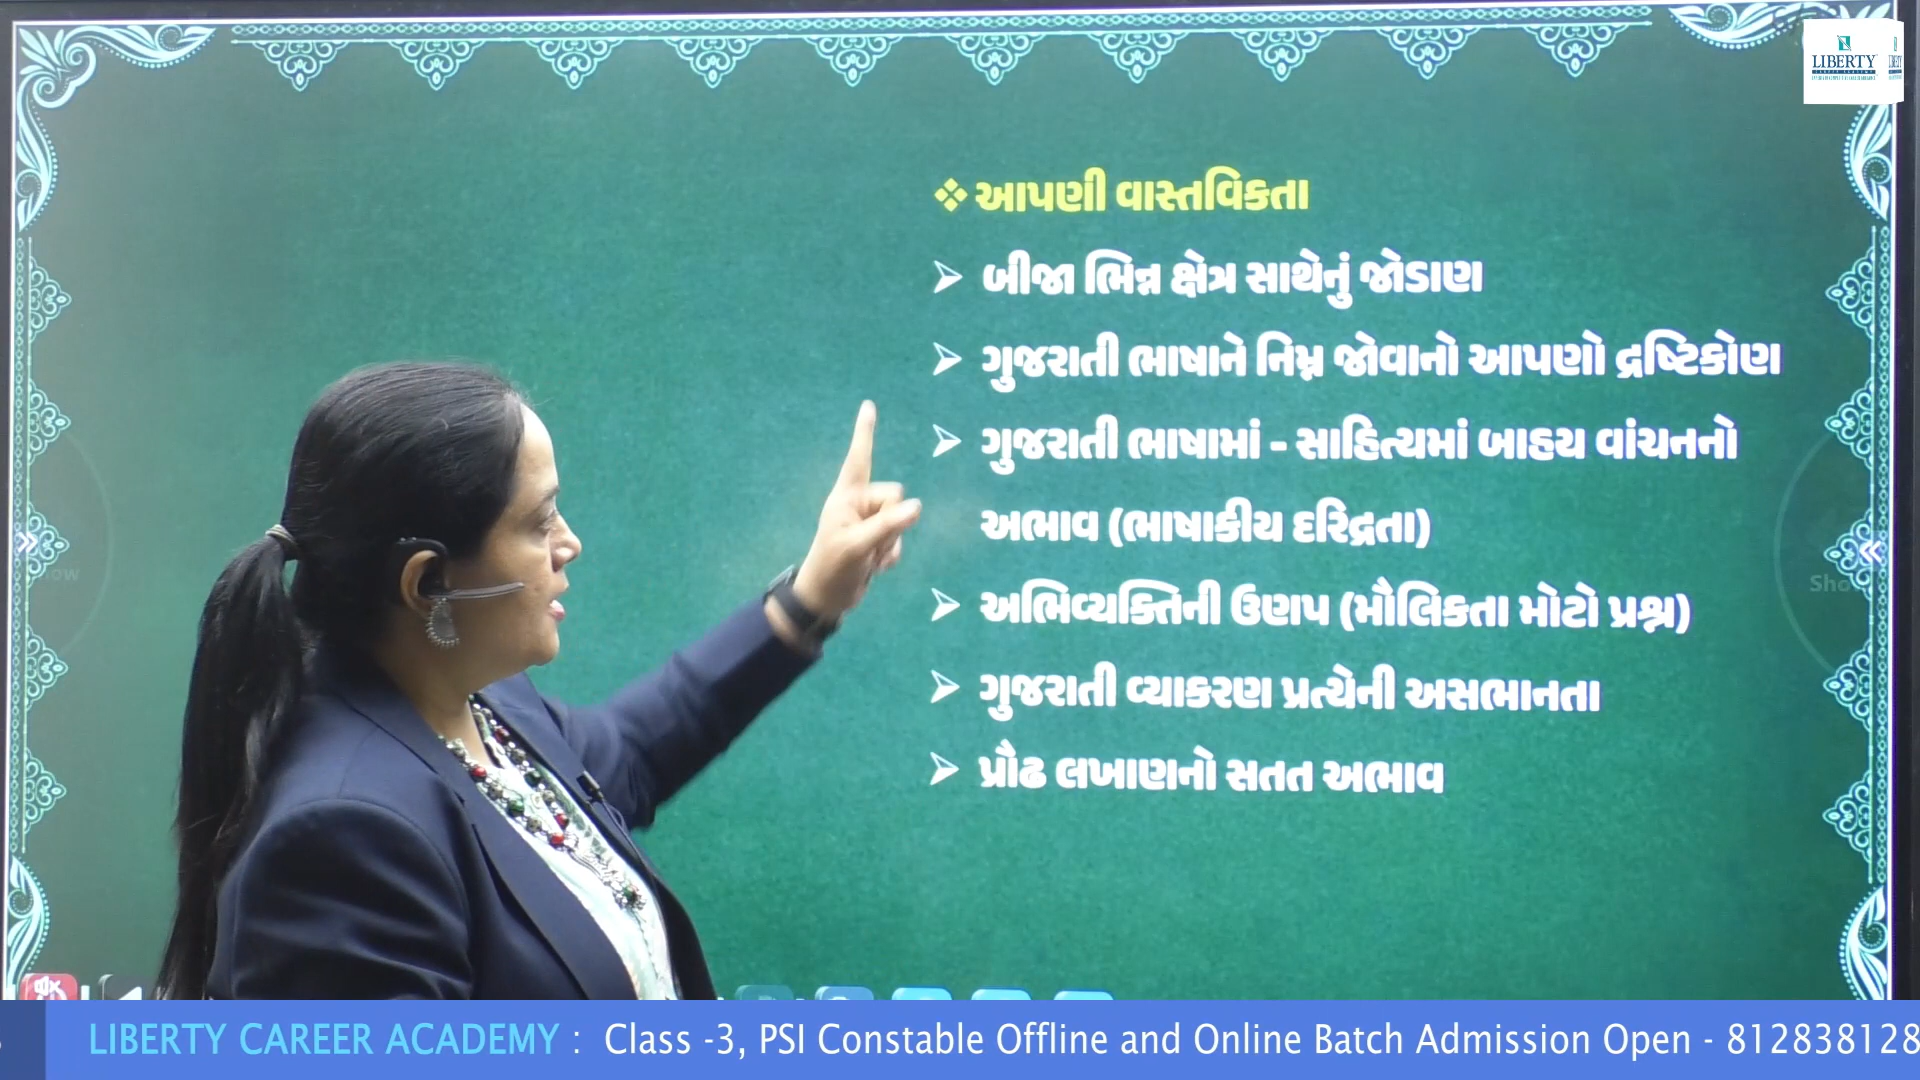 LIBERTY
❖ આપણી વાસ્તવિકતા
➢ બીજા ભિન્ન ક્ષેત્ર સાથેનું જોડાણ
➢ ગુજરાતી ભાષાને નિમ્ન જોવાનો આપણો દ્રષ્ટિકોણ
➢ ગુજરાતી ભાષામાં - સાહિત્યમાં બાહ્ય વાંચનનો
અભાવ (ભાષાકીય દરિદ્રતા)
➢ અભિવ્યક્તિની ઉણપ (મૌલિકતા મોટો પ્રશ્ન)
➢ ગુજરાતી વ્યાકરણ પ્રત્યેની અસભાનતા
➢ પ્રૌઢ લખાણનો સતત અભાવ
LIBERTY CAREER ACADEMY : Class -3, PSI Constable Offline and Online Batch Admission Open - 812838128